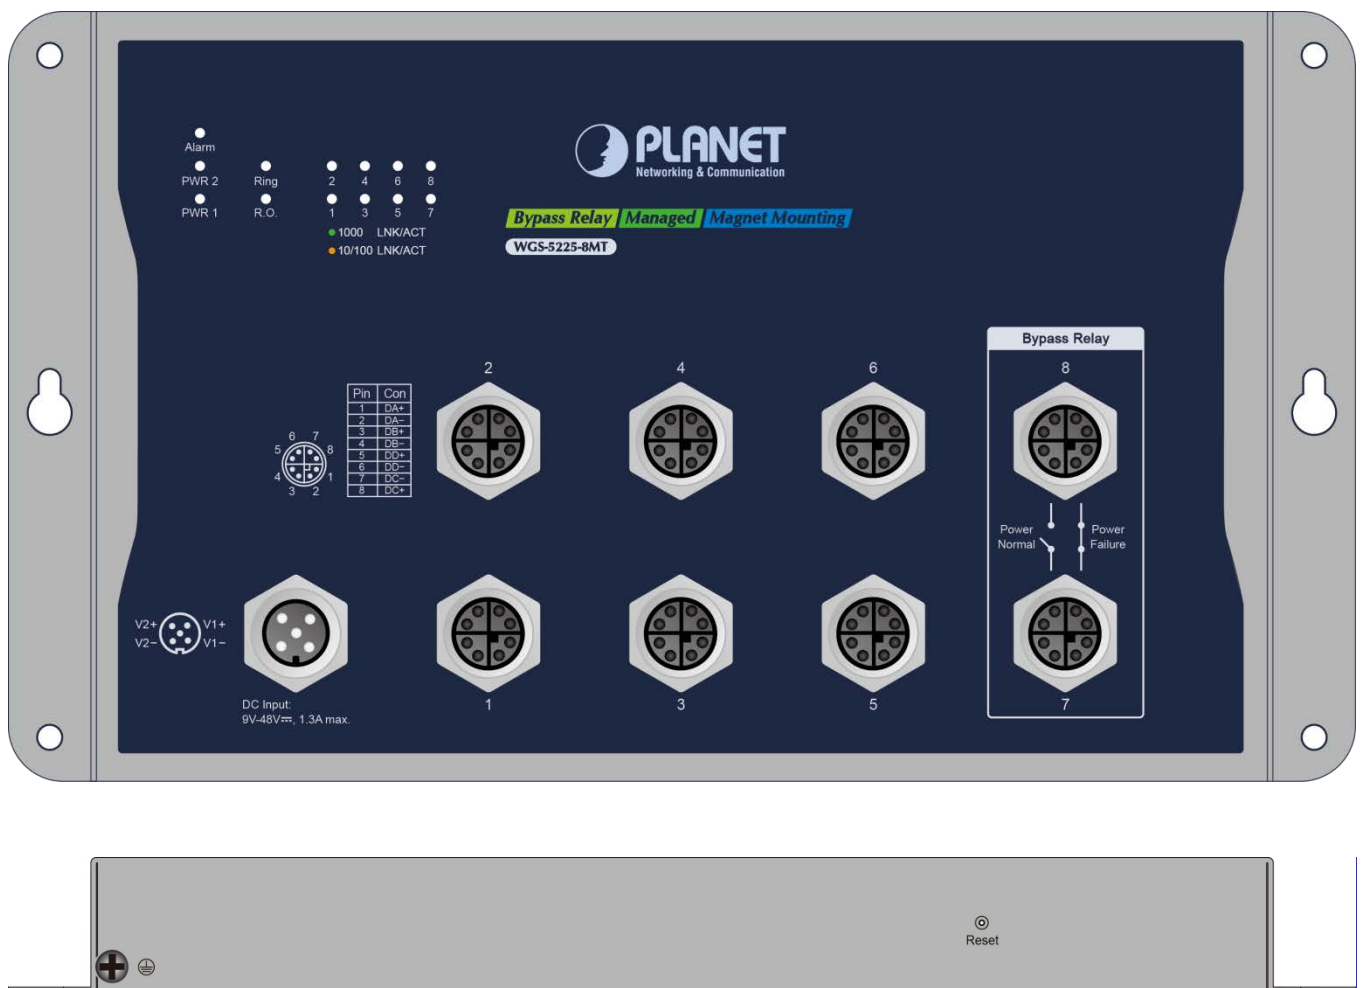 Alarm
PWR 2 Ring 2 4 6 8
PWR 1 R.O. 1 3 5 7
1000 LNK/ACT
10/100 LNK/ACT
PLANET
Networking & Communication
Bypass Relay Managed Magnet Mounting
WGS-5225-8MT
2
4
6
Bypass Relay
8
Pin Con
1 DA+
2 DA−
3 DB+
4 DB−
5 DD+
6 DD−
7 DC−
8 DC+
6 7
5 8
4 1
3 2
Power Normal
Power Failure
V2+ V1+
V2− V1−
DC Input:
9V-48V⎓, 1.3A max.
1
3
5
7
Reset